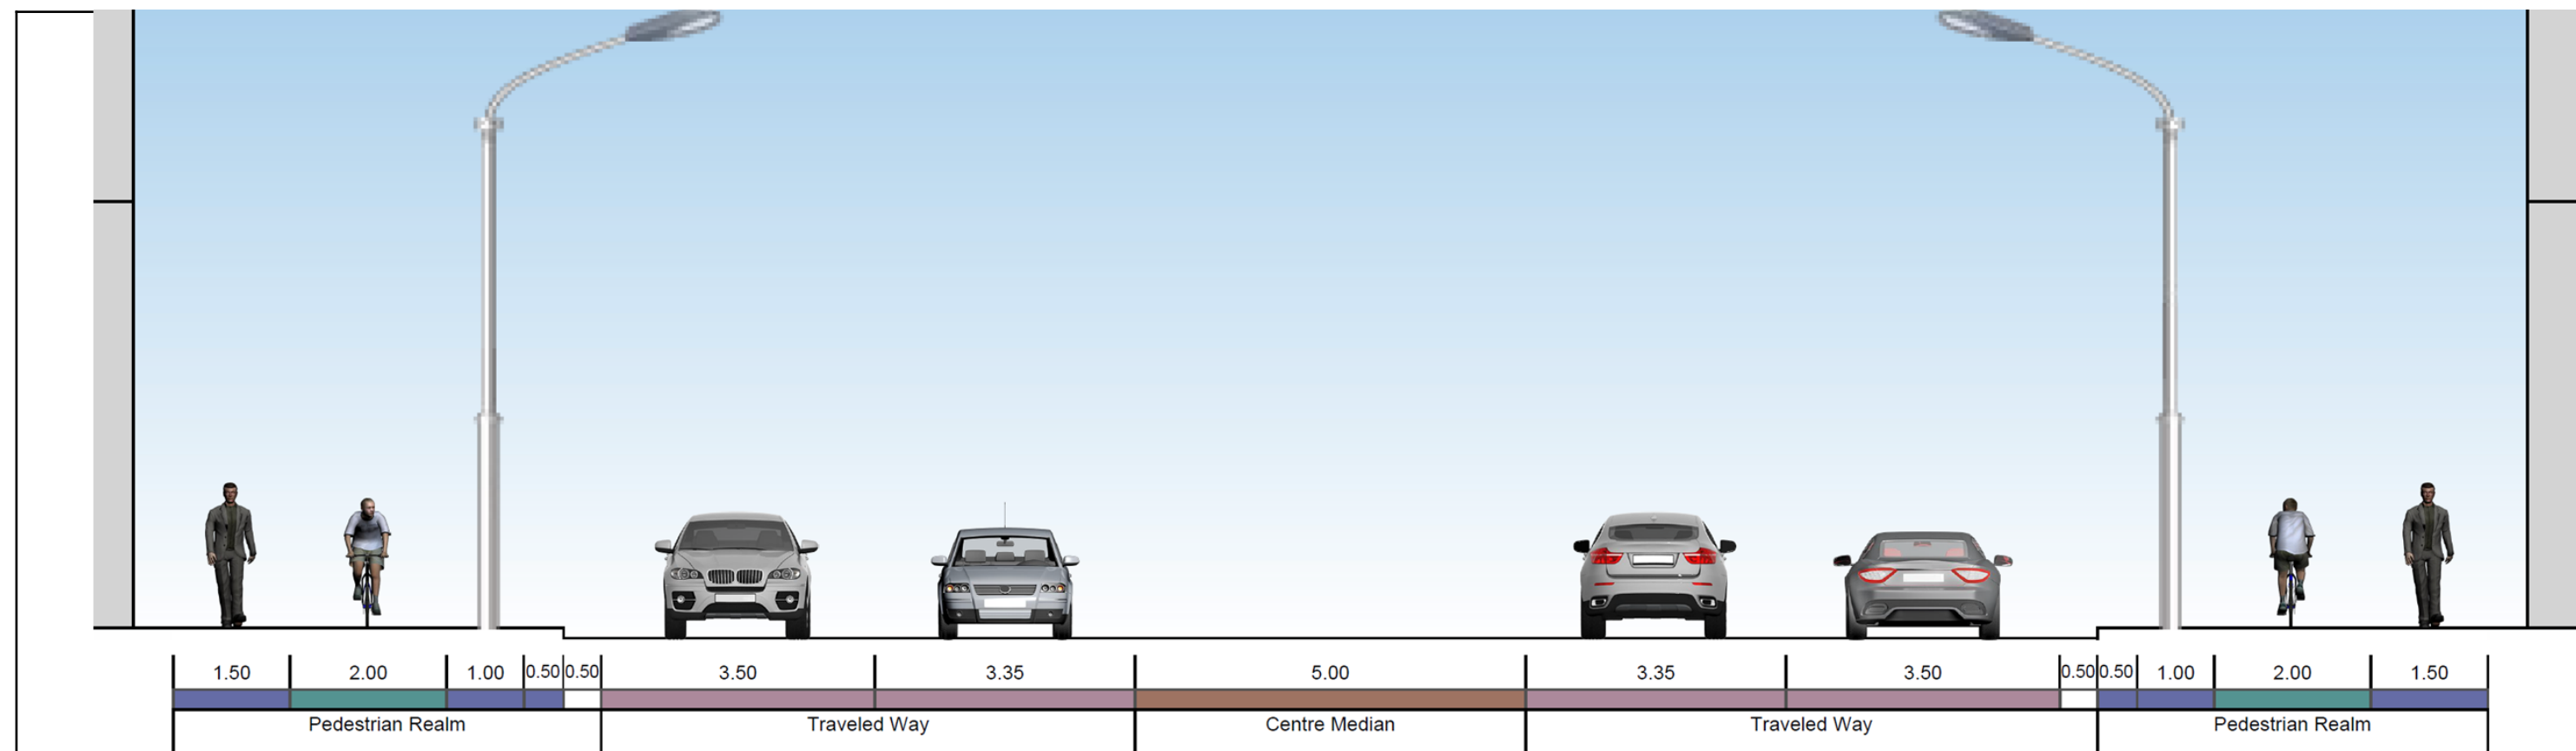 1.50 2.00 1.00 0.50 0.50 3.50 3.35 5.00 3.35 3.50 0.50 0.50 1.00 2.00 1.50
Pedestrian Realm Traveled Way Centre Median Traveled Way Pedestrian Realm